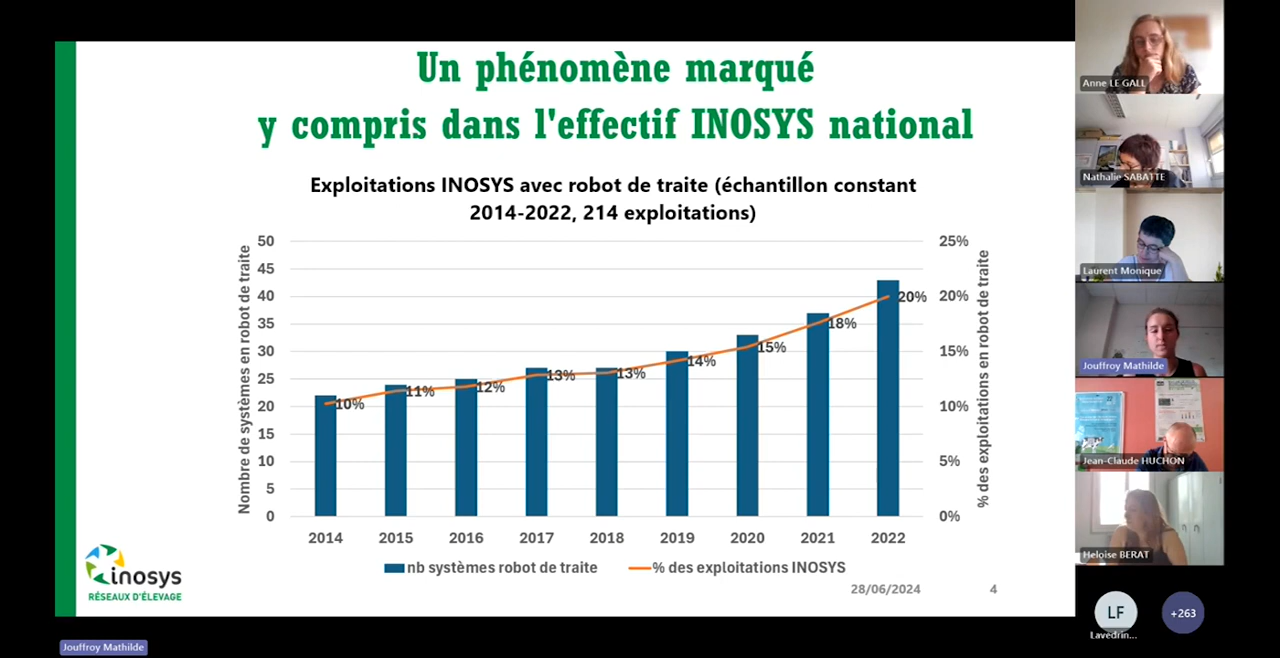 Un phénomène marqué
y compris dans l'effectif INOSYS national
Exploitations INOSYS avec robot de traite (échantillon constant
2014-2022, 214 exploitations)
Nombre de systèmes en robot de traite
50
45
40
35
30
25
20
15
10
5
0
10%
11%
12%
13%
13%
14%
15%
18%
20%
25%
20%
15%
10%
5%
0%
% des exploitations en robot de traite
2014 2015 2016 2017 2018 2019 2020 2021 2022
nb systèmes robot de traite % des exploitations INOSYS
inosys
RÉSEAUX D'ÉLEVAGE
28/06/2024 4
Jouffroy Mathilde
Anne LE GALL
Nathalie SABATTE
Laurent Monique
Jouffroy Mathilde
Jean-Claude HUCHON
Heloise BERAT
LF
Lavedrin...
+263